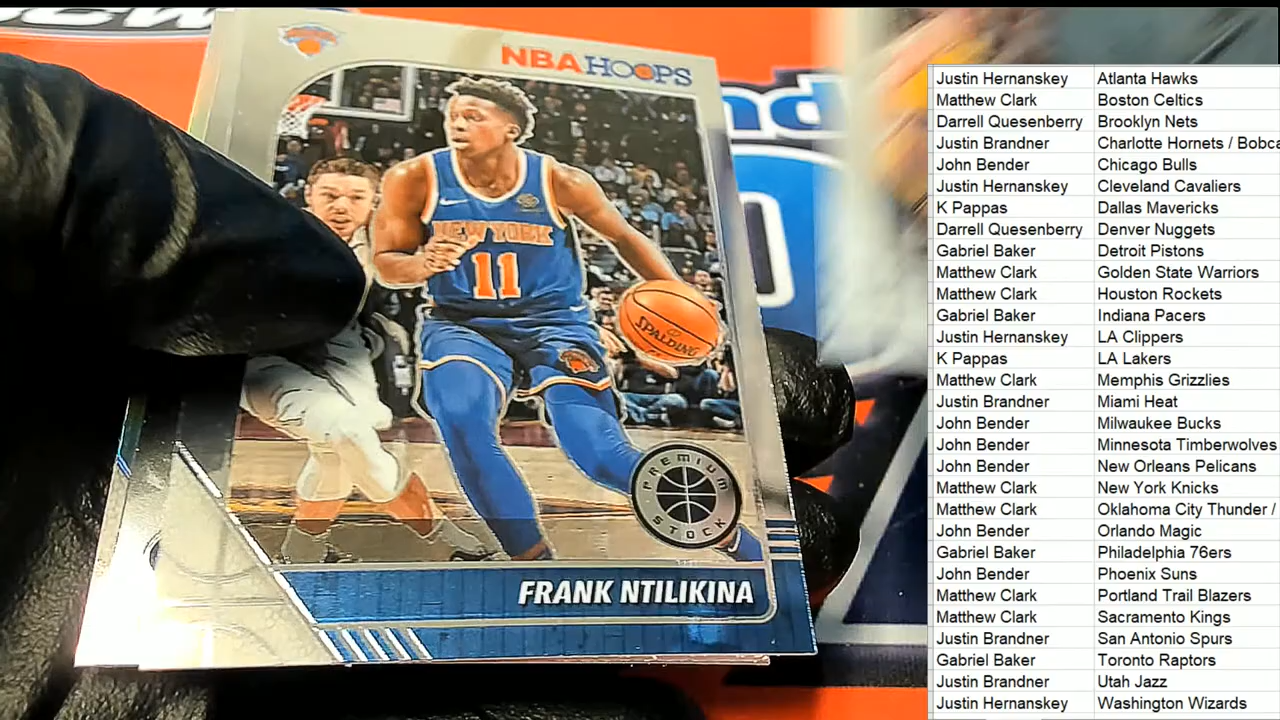 NBA HOOPS
NEW YORK
11
SPALDING
PREMIUM STOCK
FRANK NTILIKINA
nd
Justin Hernanskey Atlanta Hawks
Matthew Clark Boston Celtics
Darrell Quesenberry Brooklyn Nets
Justin Brandner Charlotte Hornets / Bobca
John Bender Chicago Bulls
Justin Hernanskey Cleveland Cavaliers
K Pappas Dallas Mavericks
Darrell Quesenberry Denver Nuggets
Gabriel Baker Detroit Pistons
Matthew Clark Golden State Warriors
Matthew Clark Houston Rockets
Gabriel Baker Indiana Pacers
Justin Hernanskey LA Clippers
K Pappas LA Lakers
Matthew Clark Memphis Grizzlies
Justin Brandner Miami Heat
John Bender Milwaukee Bucks
John Bender Minnesota Timberwolves
John Bender New Orleans Pelicans
Matthew Clark New York Knicks
Matthew Clark Oklahoma City Thunder /
John Bender Orlando Magic
Gabriel Baker Philadelphia 76ers
John Bender Phoenix Suns
Matthew Clark Portland Trail Blazers
Matthew Clark Sacramento Kings
Justin Brandner San Antonio Spurs
Gabriel Baker Toronto Raptors
Justin Brandner Utah Jazz
Justin Hernanskey Washington Wizards